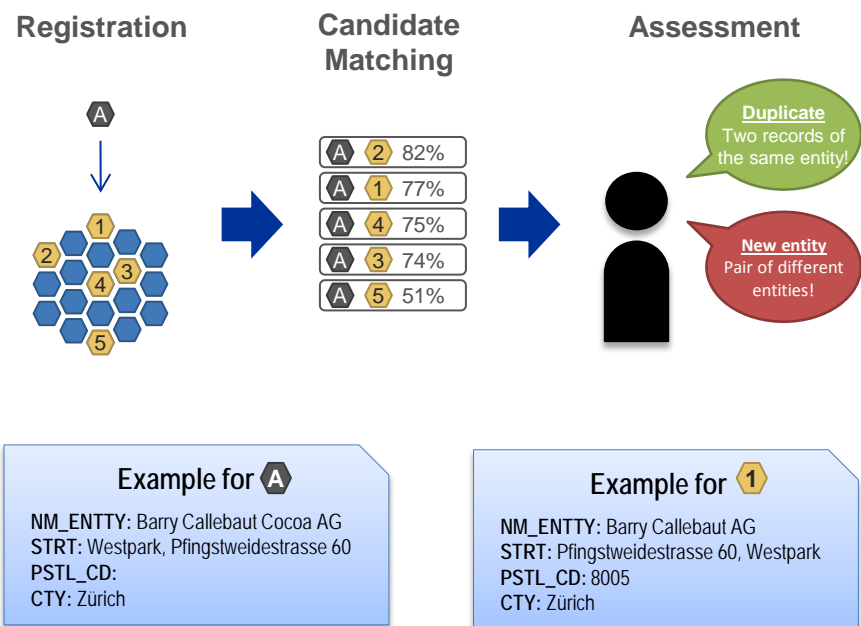 Registration
Candidate
Matching
Assessment
A
1
2
3
4
5
A 2 82%
A 1 77%
A 4 75%
A 3 74%
A 5 51%
Duplicate
Two records of
the same entity!
New entity
Pair of different
entities!
Example for A
NM_ENTTY: Barry Callebaut Cocoa AG
STRT: Westpark, Pfingstweidestrasse 60
PSTL_CD:
CTY: Zürich
Example for 1
NM_ENTTY: Barry Callebaut AG
STRT: Pfingstweidestrasse 60, Westpark
PSTL_CD: 8005
CTY: Zürich